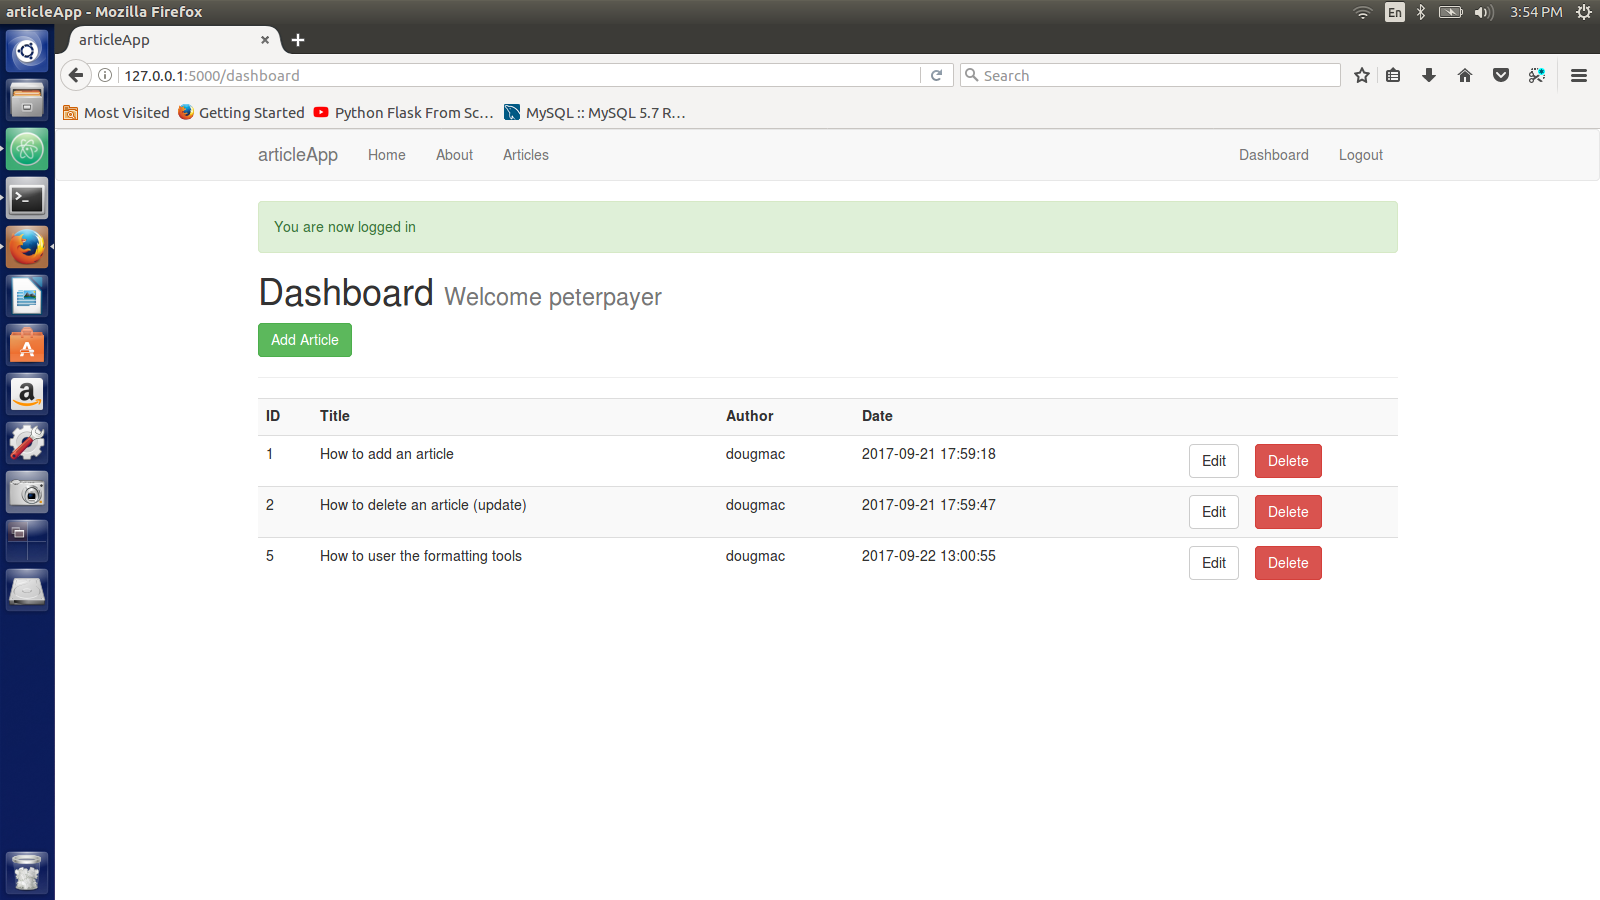 articleApp - Mozilla Firefox
En
3:54 PM
articleApp
127.0.0.1:5000/dashboard
Search
Most Visited Getting Started Python Flask From Sc... MySQL :: MySQL 5.7 R...
articleApp Home About Articles Dashboard Logout
You are now logged in
Dashboard Welcome peterpayer
Add Article
ID Title Author Date
1 How to add an article dougmac 2017-09-21 17:59:18 Edit Delete
2 How to delete an article (update) dougmac 2017-09-21 17:59:47 Edit Delete
5 How to user the formatting tools dougmac 2017-09-22 13:00:55 Edit Delete